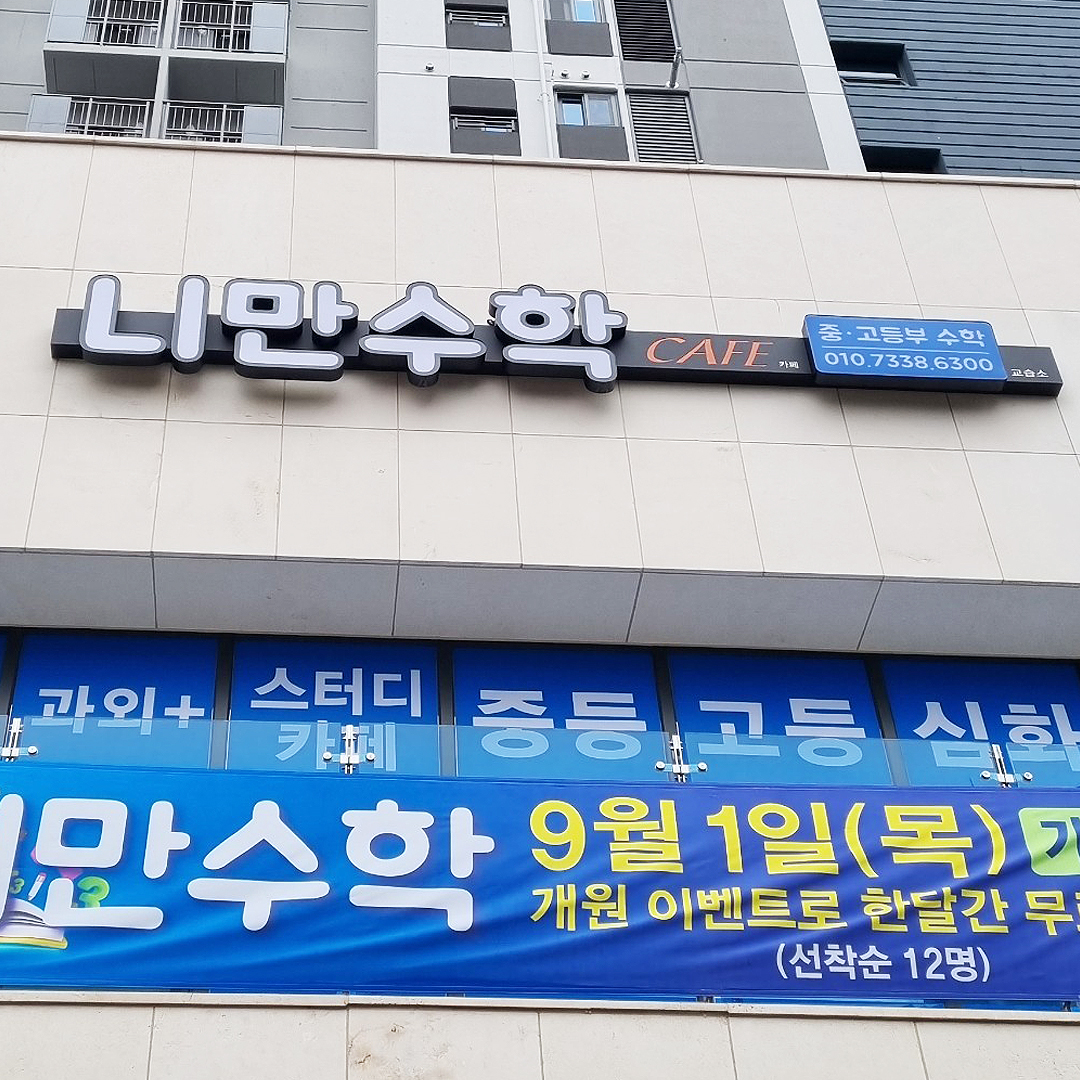 니만수학 CAFE 카페 중·고등부 수학 010.7338.6300 교습소
과외+ 스터디 카페 중등 고등 심화
만수학 9월 1일(목)
개원 이벤트로 한달간
(선착순 12명)